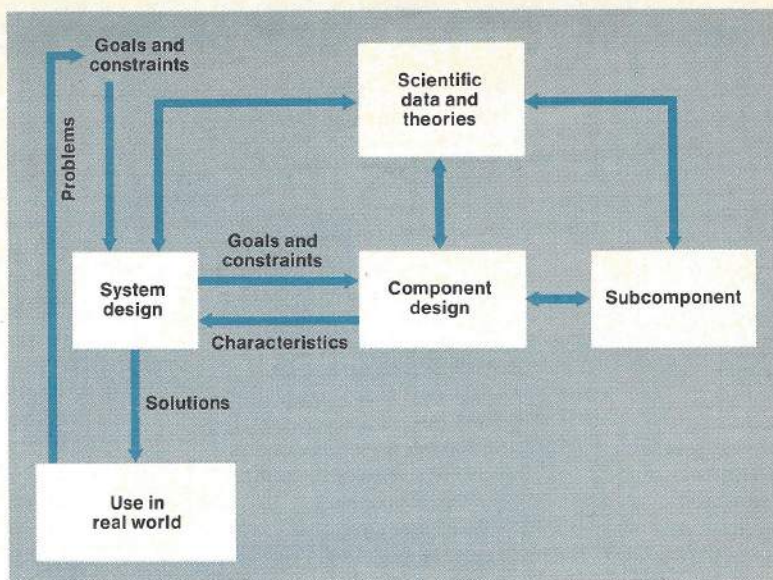 Goals and
constraints
Problems
Scientific
data and
theories
Goals and
constraints
System
design
Component
design
Subcomponent
Characteristics
Solutions
Use in
real world